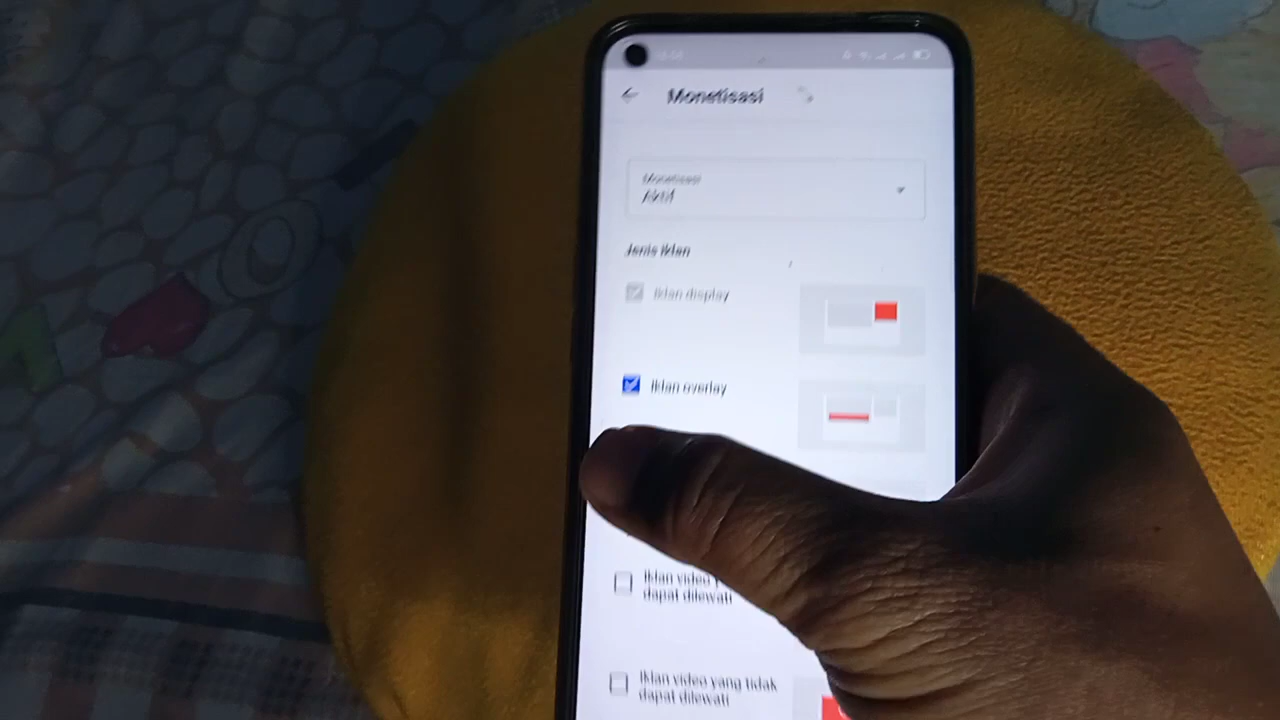 Monetisasi
Monetisasi
Aktif
Jenis iklan
Iklan display
Iklan overlay
Iklan video
dapat dilewati
Iklan video yang tidak
dapat dilewati